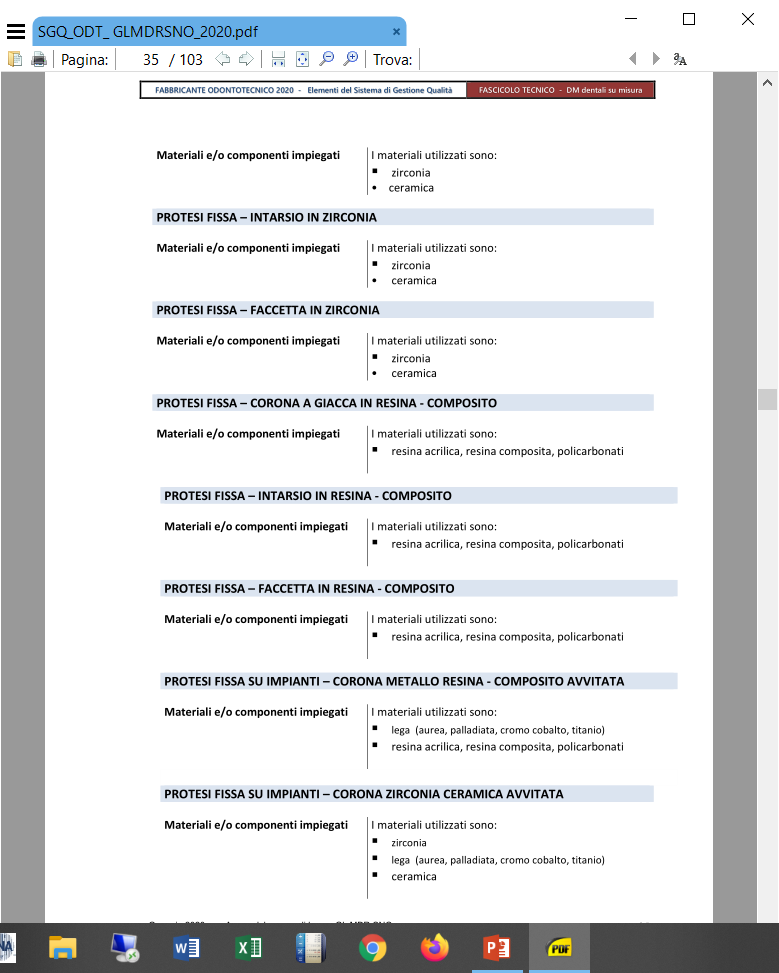 SGQ_ODT_ GLMDRSNO_2020.pdf
Pagina: 35 / 103 Trova:
FABBRICANTE ODONTOTECNICO 2020 - Elementi del Sistema di Gestione Qualità FASCICOLO TECNICO - DM dentali su misura
Materiali e/o componenti impiegati I materiali utilizzati sono:
▪ zirconia
• ceramica
PROTESI FISSA – INTARSIO IN ZIRCONIA
Materiali e/o componenti impiegati I materiali utilizzati sono:
▪ zirconia
• ceramica
PROTESI FISSA – FACCETTA IN ZIRCONIA
Materiali e/o componenti impiegati I materiali utilizzati sono:
▪ zirconia
• ceramica
PROTESI FISSA – CORONA A GIACCA IN RESINA - COMPOSITO
Materiali e/o componenti impiegati I materiali utilizzati sono:
▪ resina acrilica, resina composita, policarbonati
PROTESI FISSA – INTARSIO IN RESINA - COMPOSITO
Materiali e/o componenti impiegati I materiali utilizzati sono:
▪ resina acrilica, resina composita, policarbonati
PROTESI FISSA – FACCETTA IN RESINA - COMPOSITO
Materiali e/o componenti impiegati I materiali utilizzati sono:
▪ resina acrilica, resina composita, policarbonati
PROTESI FISSA SU IMPIANTI – CORONA METALLO RESINA - COMPOSITO AVVITATA
Materiali e/o componenti impiegati I materiali utilizzati sono:
▪ lega (aurea, palladiata, cromo cobalto, titanio)
▪ resina acrilica, resina composita, policarbonati
PROTESI FISSA SU IMPIANTI – CORONA ZIRCONIA CERAMICA AVVITATA
Materiali e/o componenti impiegati I materiali utilizzati sono:
▪ zirconia
▪ lega (aurea, palladiata, cromo cobalto, titanio)
▪ ceramica
PDF